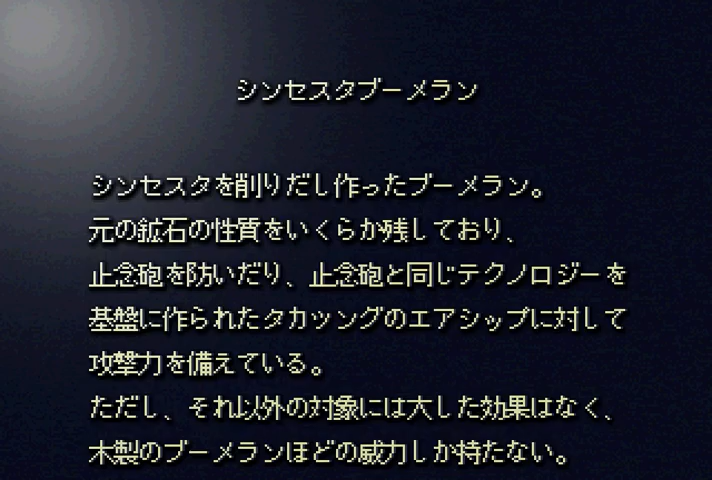 シンセスタブーメラン
シンセスタを削りだし作ったブーメラン。
元の鉱石の性質をいくらか残しており、
止念砲を防いだり、止念砲と同じテクノロジーを
基盤に作られたタカツングのエアシップに対して
攻撃力を備えている。
ただし、それ以外の対象には大した効果はなく、
木製のブーメランほどの威力しか持たない。